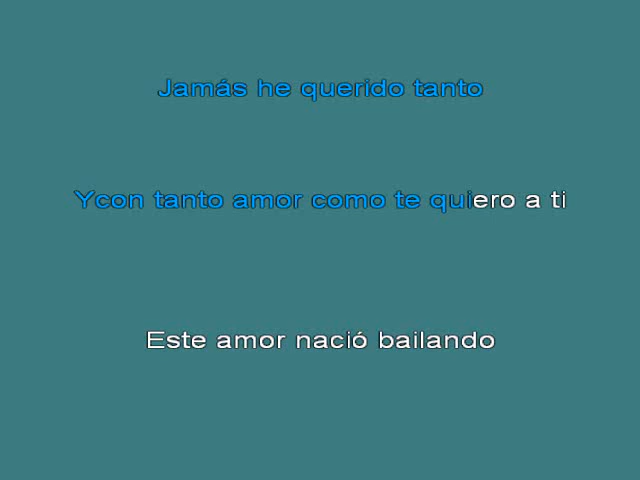 Jamás he querido tanto
Ycon tanto amor como te quiero a ti
Este amor nació bailando